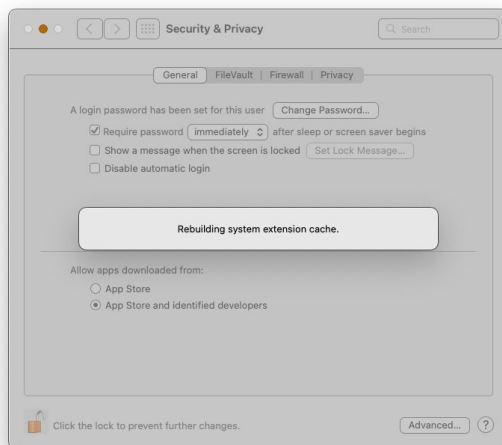 Security & Privacy
Search
General FileVault Firewall Privacy
A login password has been set for this user Change Password...
Require password immediately after sleep or screen saver begins
Show a message when the screen is locked Set Lock Message...
Disable automatic login
Rebuilding system extension cache.
Allow apps downloaded from:
App Store
App Store and identified developers
Click the lock to prevent further changes. Advanced... ?